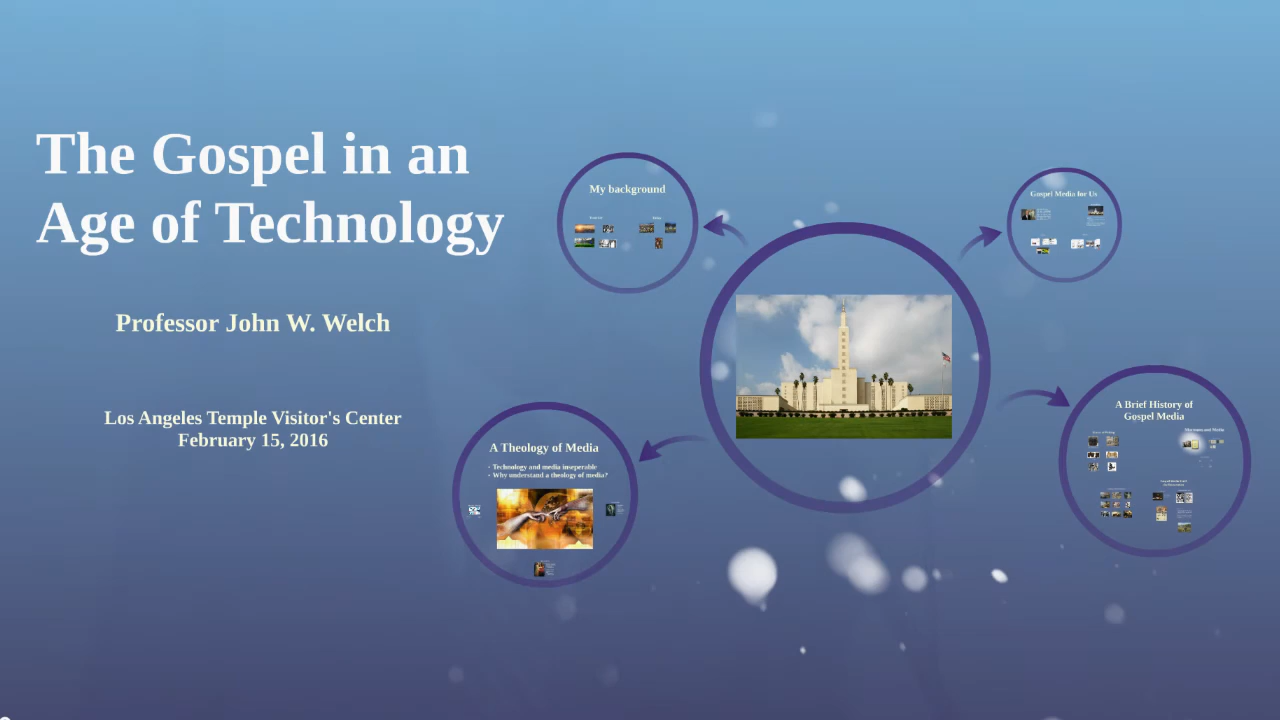 The Gospel in an
Age of Technology
Professor John W. Welch
Los Angeles Temple Visitor's Center
February 15, 2016
My background
Gospel Media for Us
A Theology of Media
· Technology and media inseperable
· Why understand a theology of media?
A Brief History of
Gospel Media